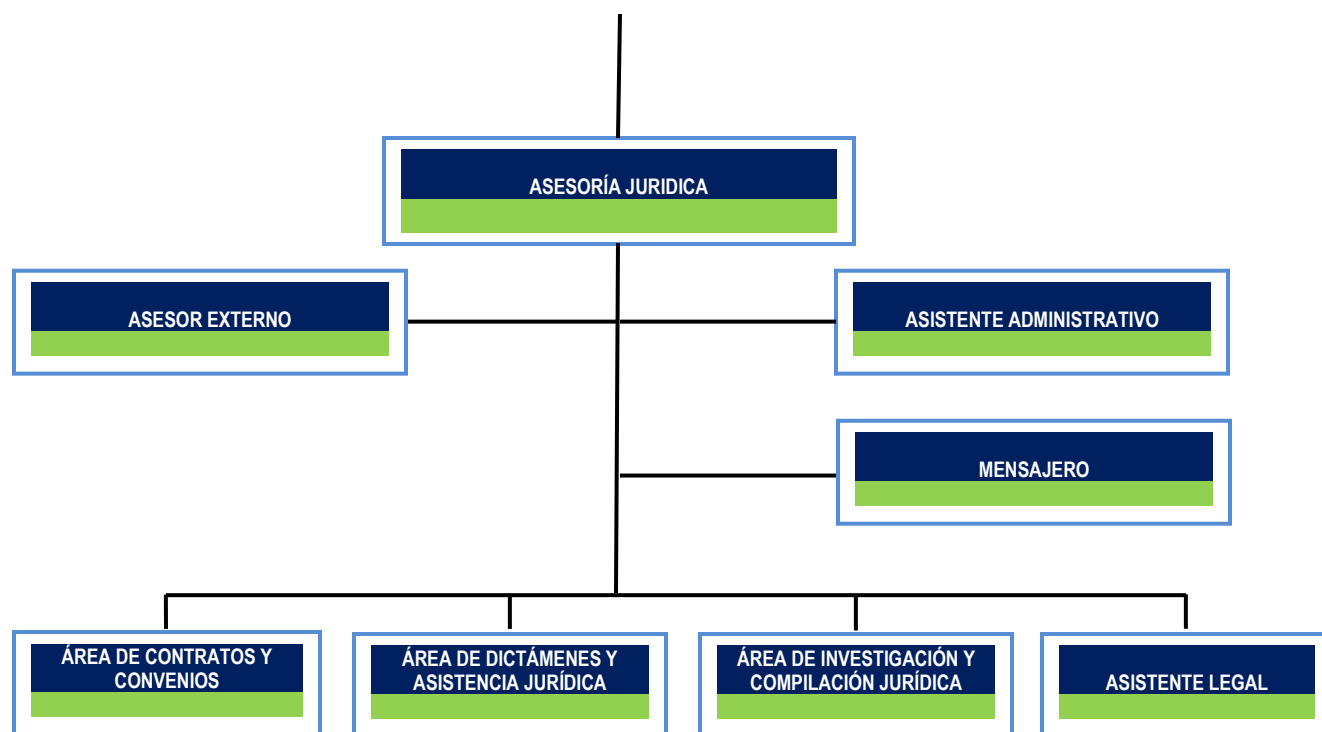 ASESORÍA JURIDICA
ASESOR EXTERNO
ASISTENTE ADMINISTRATIVO
MENSAJERO
ÁREA DE CONTRATOS Y
CONVENIOS
ÁREA DE DICTÁMENES Y
ASISTENCIA JURÍDICA
ÁREA DE INVESTIGACIÓN Y
COMPILACIÓN JURÍDICA
ASISTENTE LEGAL